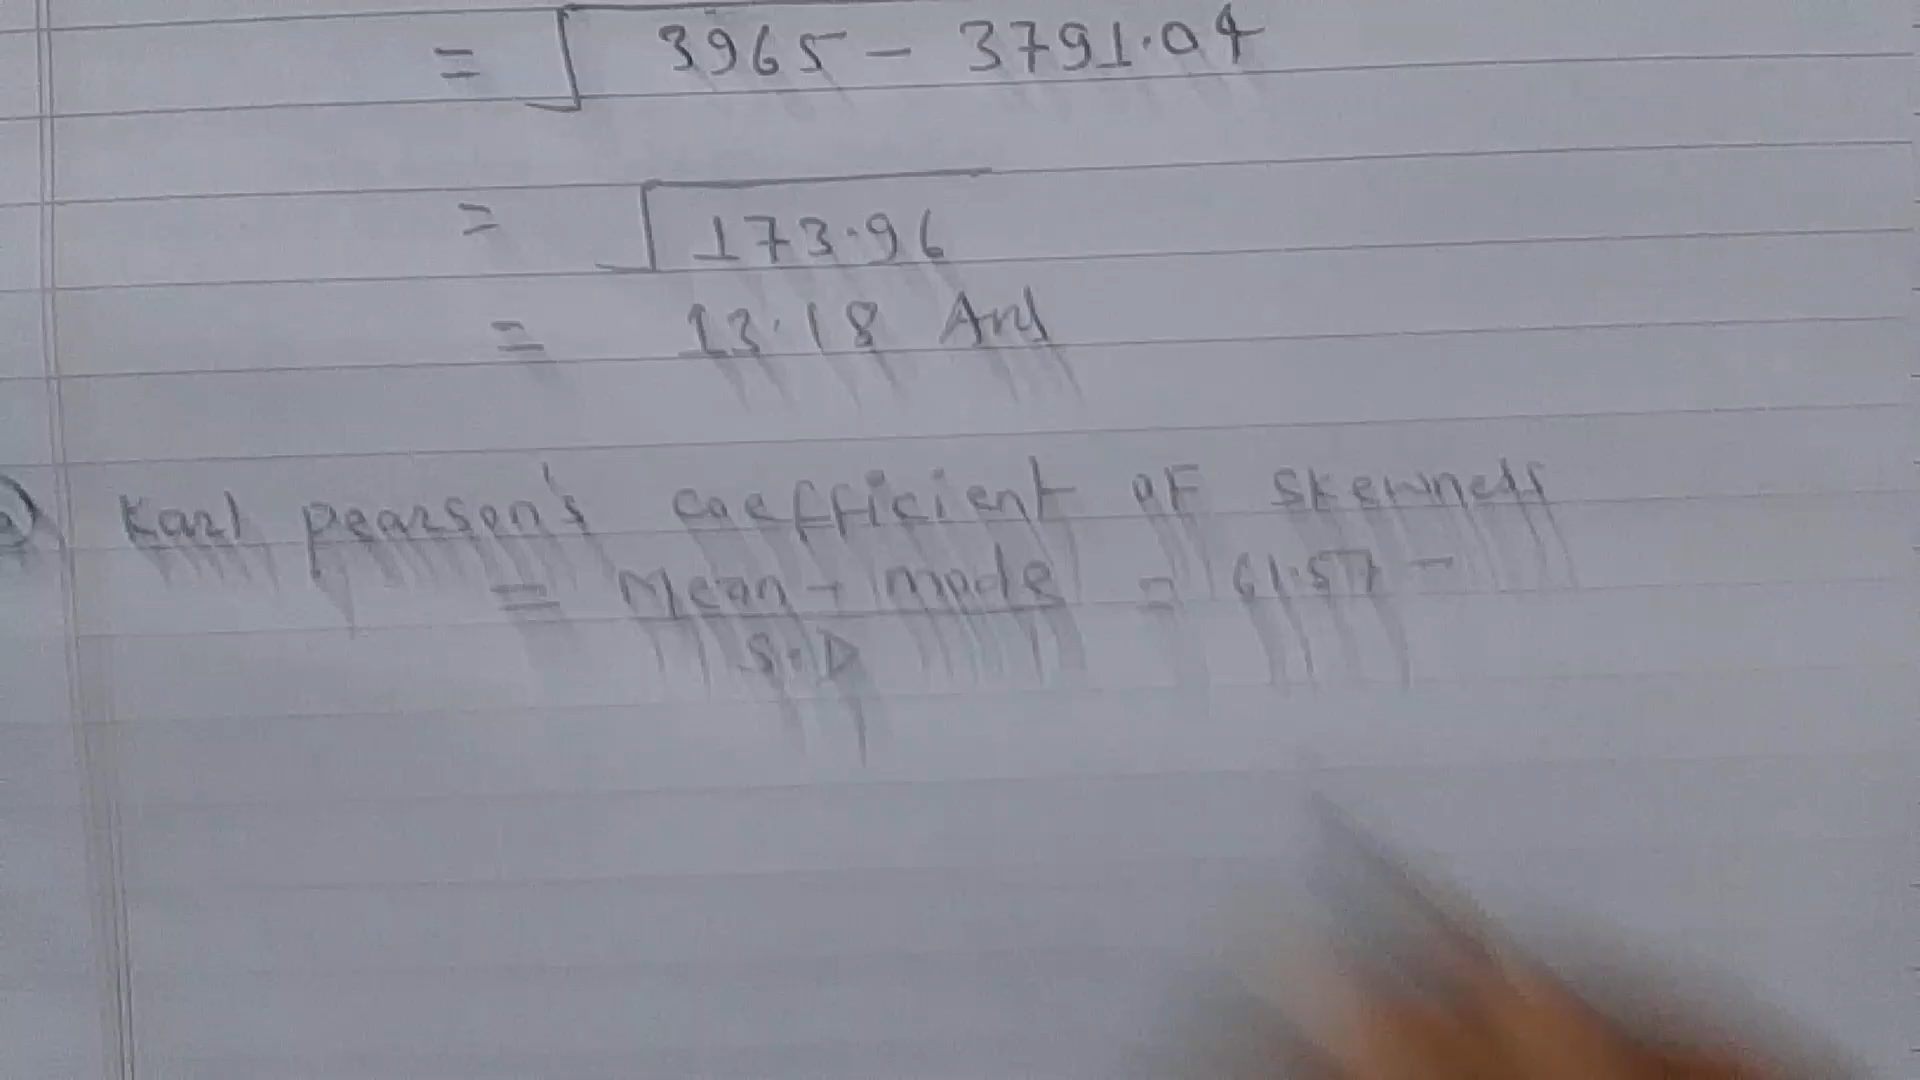 = √3965 - 3791.04
= √173.96
= 13.18 Ans
Karl pearson's coefficient of skewness
= Mean - mode = 61.57 -
S.D